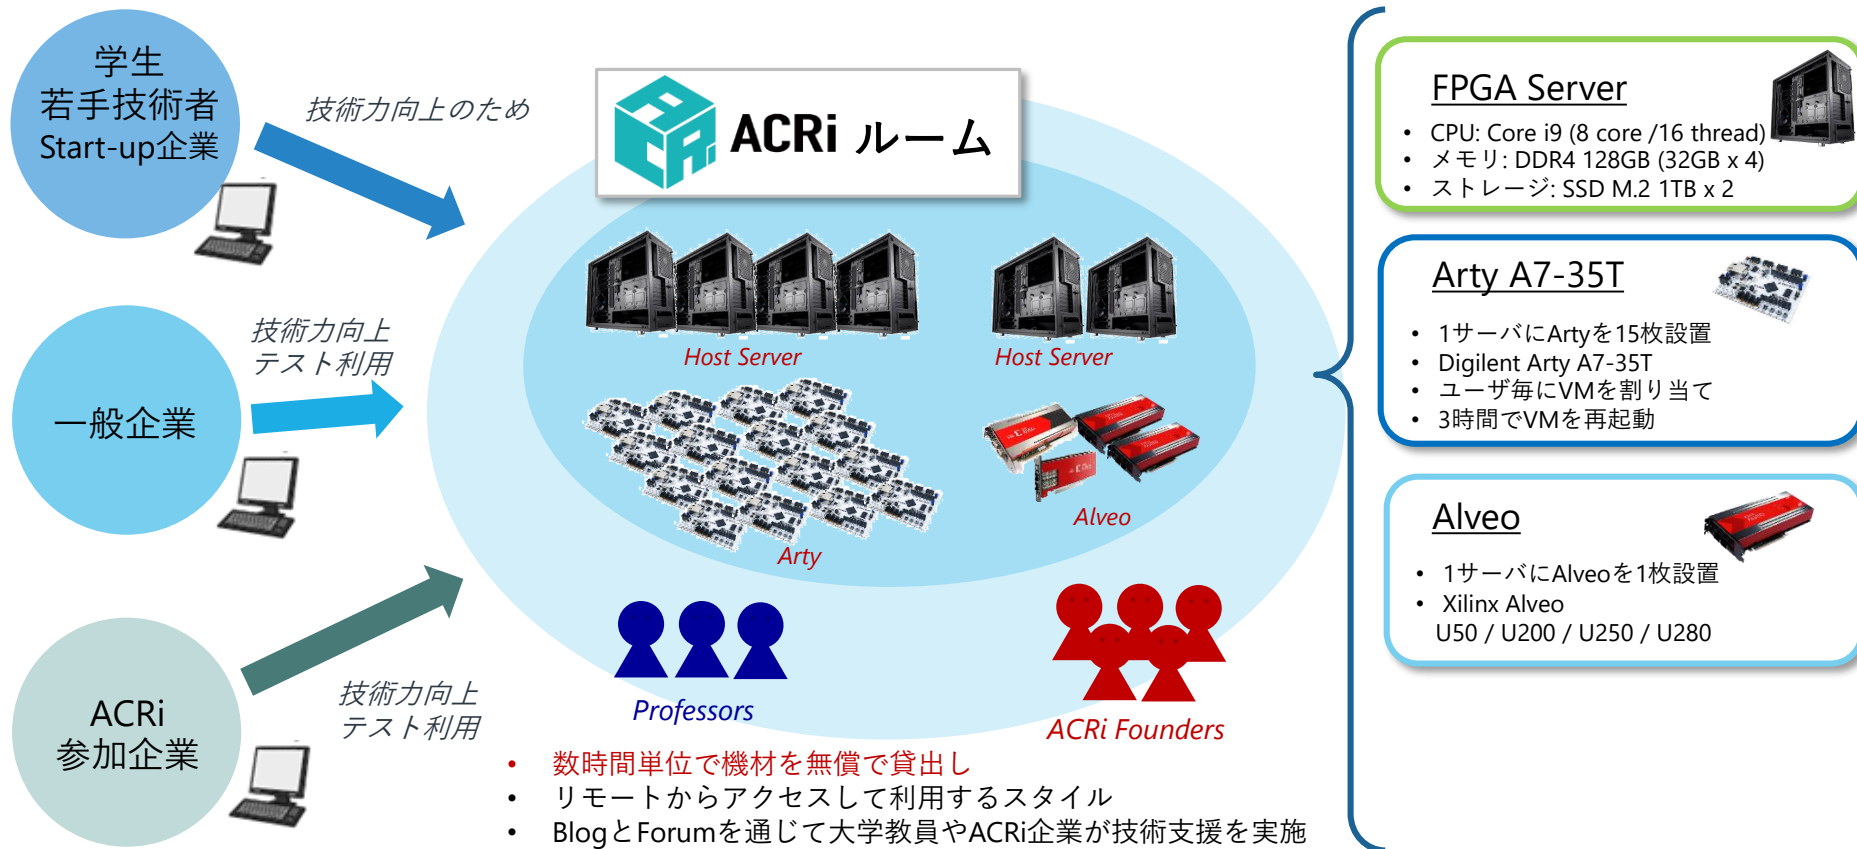 学生
若手技術者
Start-up企業
技術力向上のため
一般企業
技術力向上
テスト利用
ACRi
参加企業
技術力向上
テスト利用
ACRi ルーム
Host Server
Host Server
Arty
Alveo
Professors
ACRi Founders
• 数時間単位で機材を無償で貸出し
• リモートからアクセスして利用するスタイル
• BlogとForumを通じて大学教員やACRi企業が技術支援を実施
FPGA Server
• CPU: Core i9 (8 core /16 thread)
• メモリ: DDR4 128GB (32GB x 4)
• ストレージ: SSD M.2 1TB x 2
Arty A7-35T
• 1サーバにArtyを15枚設置
• Digilent Arty A7-35T
• ユーザ毎にVMを割り当て
• 3時間でVMを再起動
Alveo
• 1サーバにAlveoを1枚設置
• Xilinx Alveo
U50 / U200 / U250 / U280